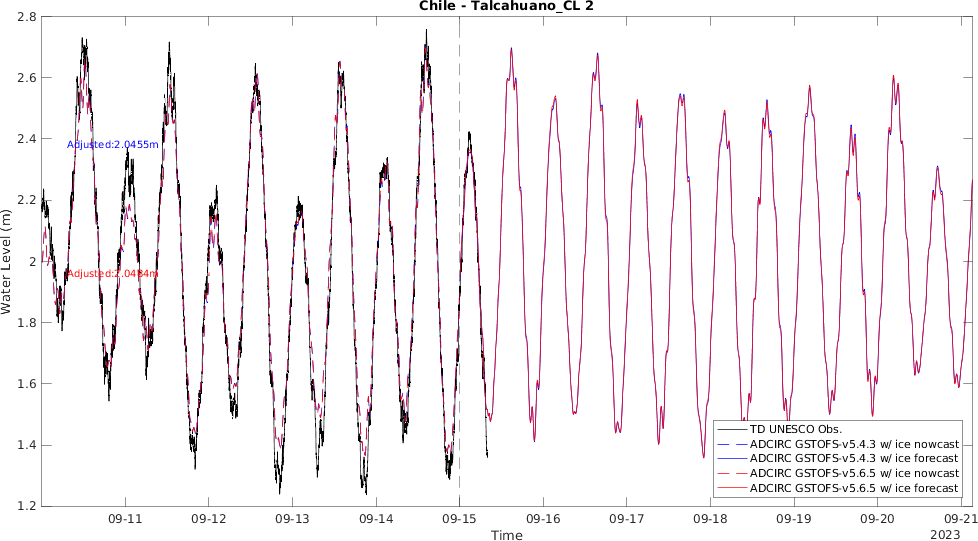 Chile - Talcahuano_CL 2
2.8
2.6
2.4
2.2
2
1.8
1.6
1.4
1.2
Water Level (m)
Adjusted:2.0455m
Adjusted:2.0484m
TD UNESCO Obs.
ADCIRC GSTOFS-v5.4.3 w/ ice nowcast
ADCIRC GSTOFS-v5.4.3 w/ ice forecast
ADCIRC GSTOFS-v5.6.5 w/ ice nowcast
ADCIRC GSTOFS-v5.6.5 w/ ice forecast
09-11 09-12 09-13 09-14 09-15 09-16 09-17 09-18 09-19 09-20 09-21
Time
2023